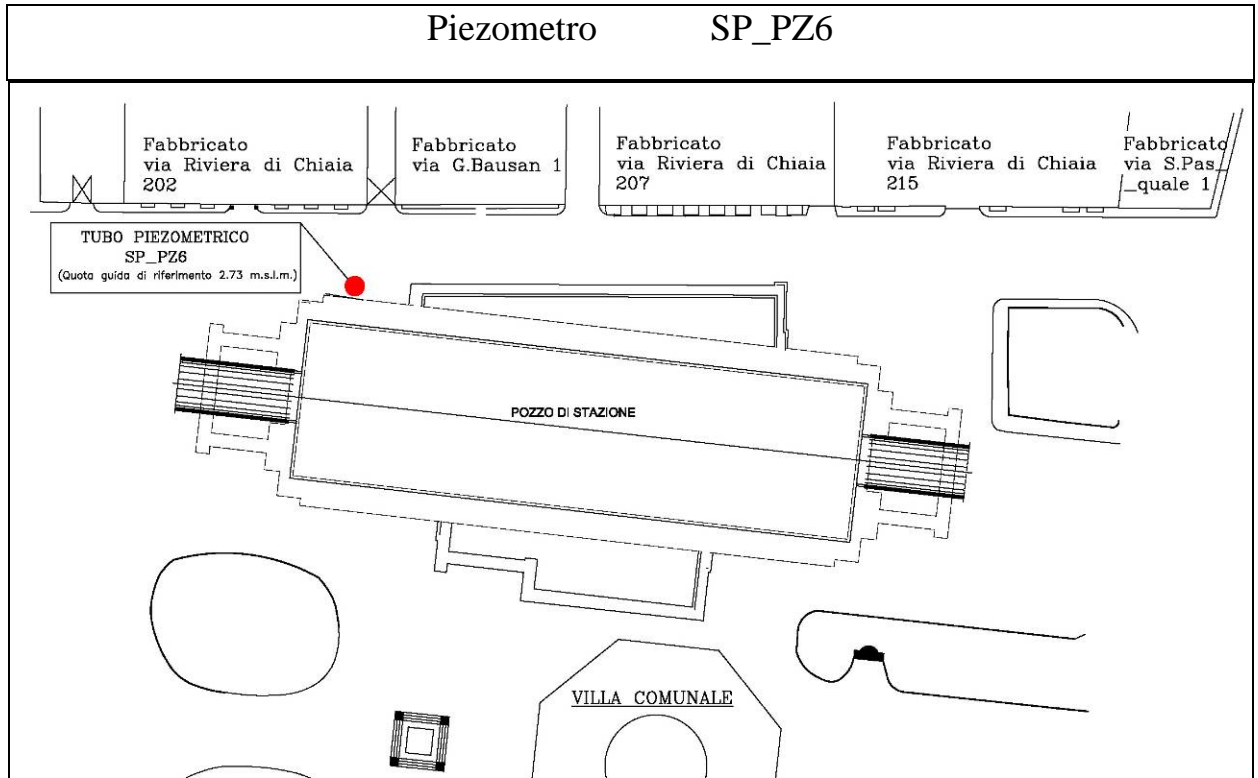 Piezometro SP_PZ6
Fabbricato
via Riviera di Chiaia
202
Fabbricato
via G.Bausan 1
Fabbricato
via Riviera di Chiaia
207
Fabbricato
via Riviera di Chiaia
215
Fabbricato
via S.Pas_
_quale 1
TUBO PIEZOMETRICO
SP_PZ6
(Quota guida di riferimento 2.73 m.s.l.m.)
POZZO DI STAZIONE
VILLA COMUNALE